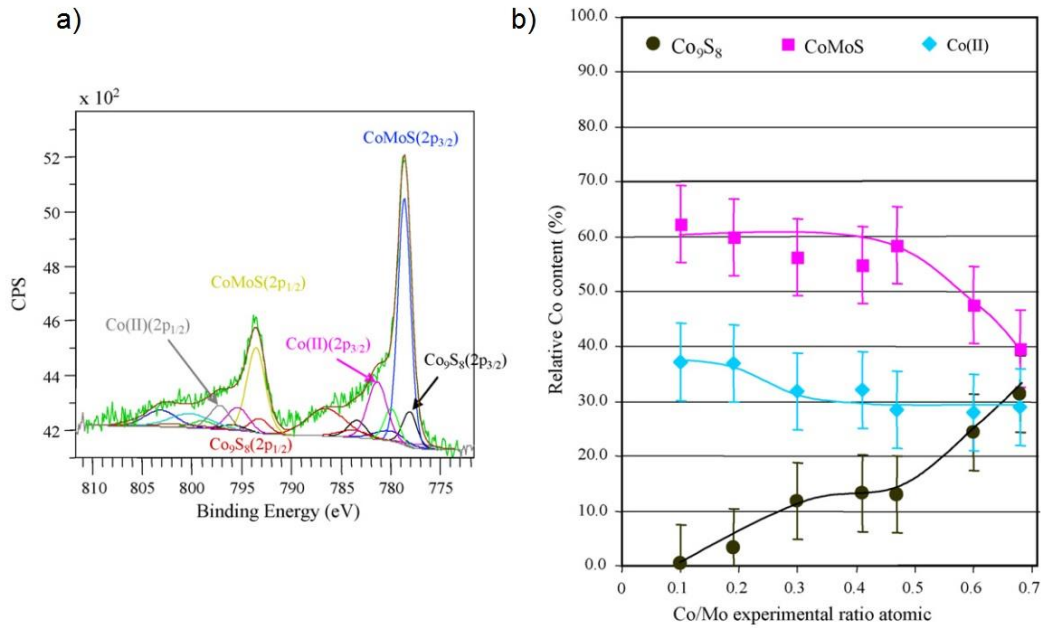 a)
x 10²
CoMoS(2p₃/₂)
CoMoS(2p₁/₂)
Co(II)(2p₁/₂)
Co(II)(2p₃/₂)
Co₉S₈(2p₃/₂)
Co₉S₈(2p₁/₂)
CPS
52
50
48
46
44
42
810 805 800 795 790 785 780 775
Binding Energy (eV)
b)
Co₉S₈ CoMoS Co(II)
Relative Co content (%)
100.0
90.0
80.0
70.0
60.0
50.0
40.0
30.0
20.0
10.0
0.0
0 0.1 0.2 0.3 0.4 0.5 0.6 0.7
Co/Mo experimental ratio atomic